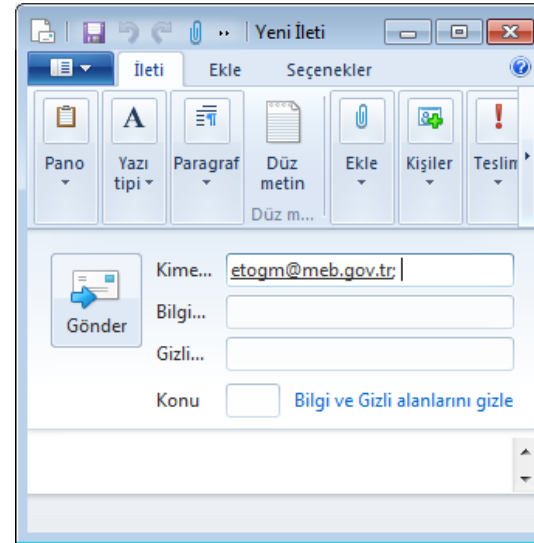 Yeni İleti
İleti Ekle Seçenekler
Pano Yazı tipi Paragraf Düz metin Ekle Kişiler Teslim
Düz m...
Kime... etogm@meb.gov.tr;
Gönder
Bilgi...
Gizli...
Konu Bilgi ve Gizli alanlarını gizle